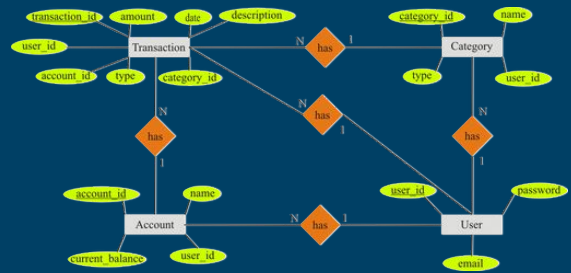 transaction_id
amount
date
description
category_id
name
user_id
Transaction
N
has
1
Category
account_id
type
category_id
type
user_id
N
has
1
N
has
1
N
has
1
account_id
name
user_id
password
Account
N
has
1
User
current_balance
user_id
email